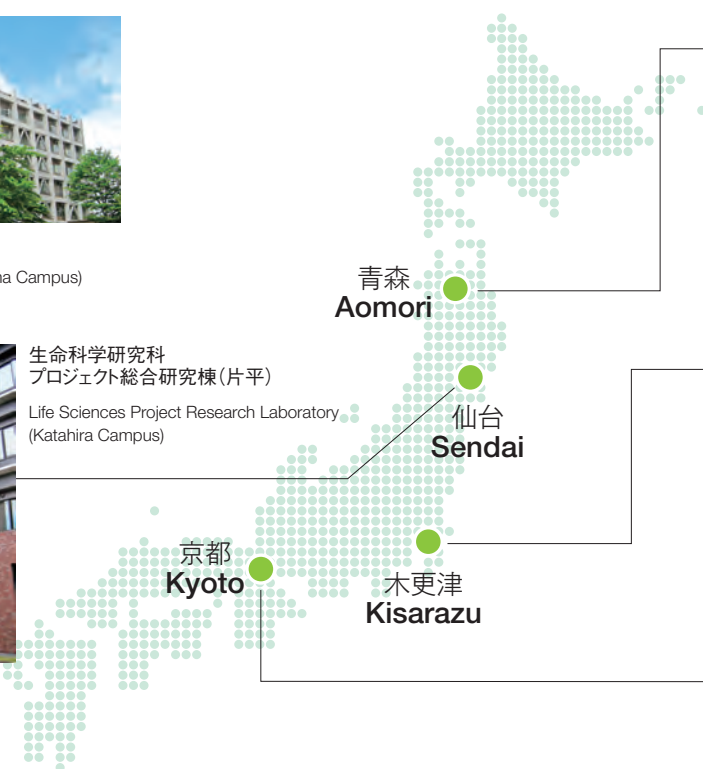 na Campus)
生命科学研究科
プロジェクト総合研究棟（片平）
Life Sciences Project Research Laboratory
(Katahira Campus)
青森
Aomori
仙台
Sendai
京都
Kyoto
木更津
Kisarazu